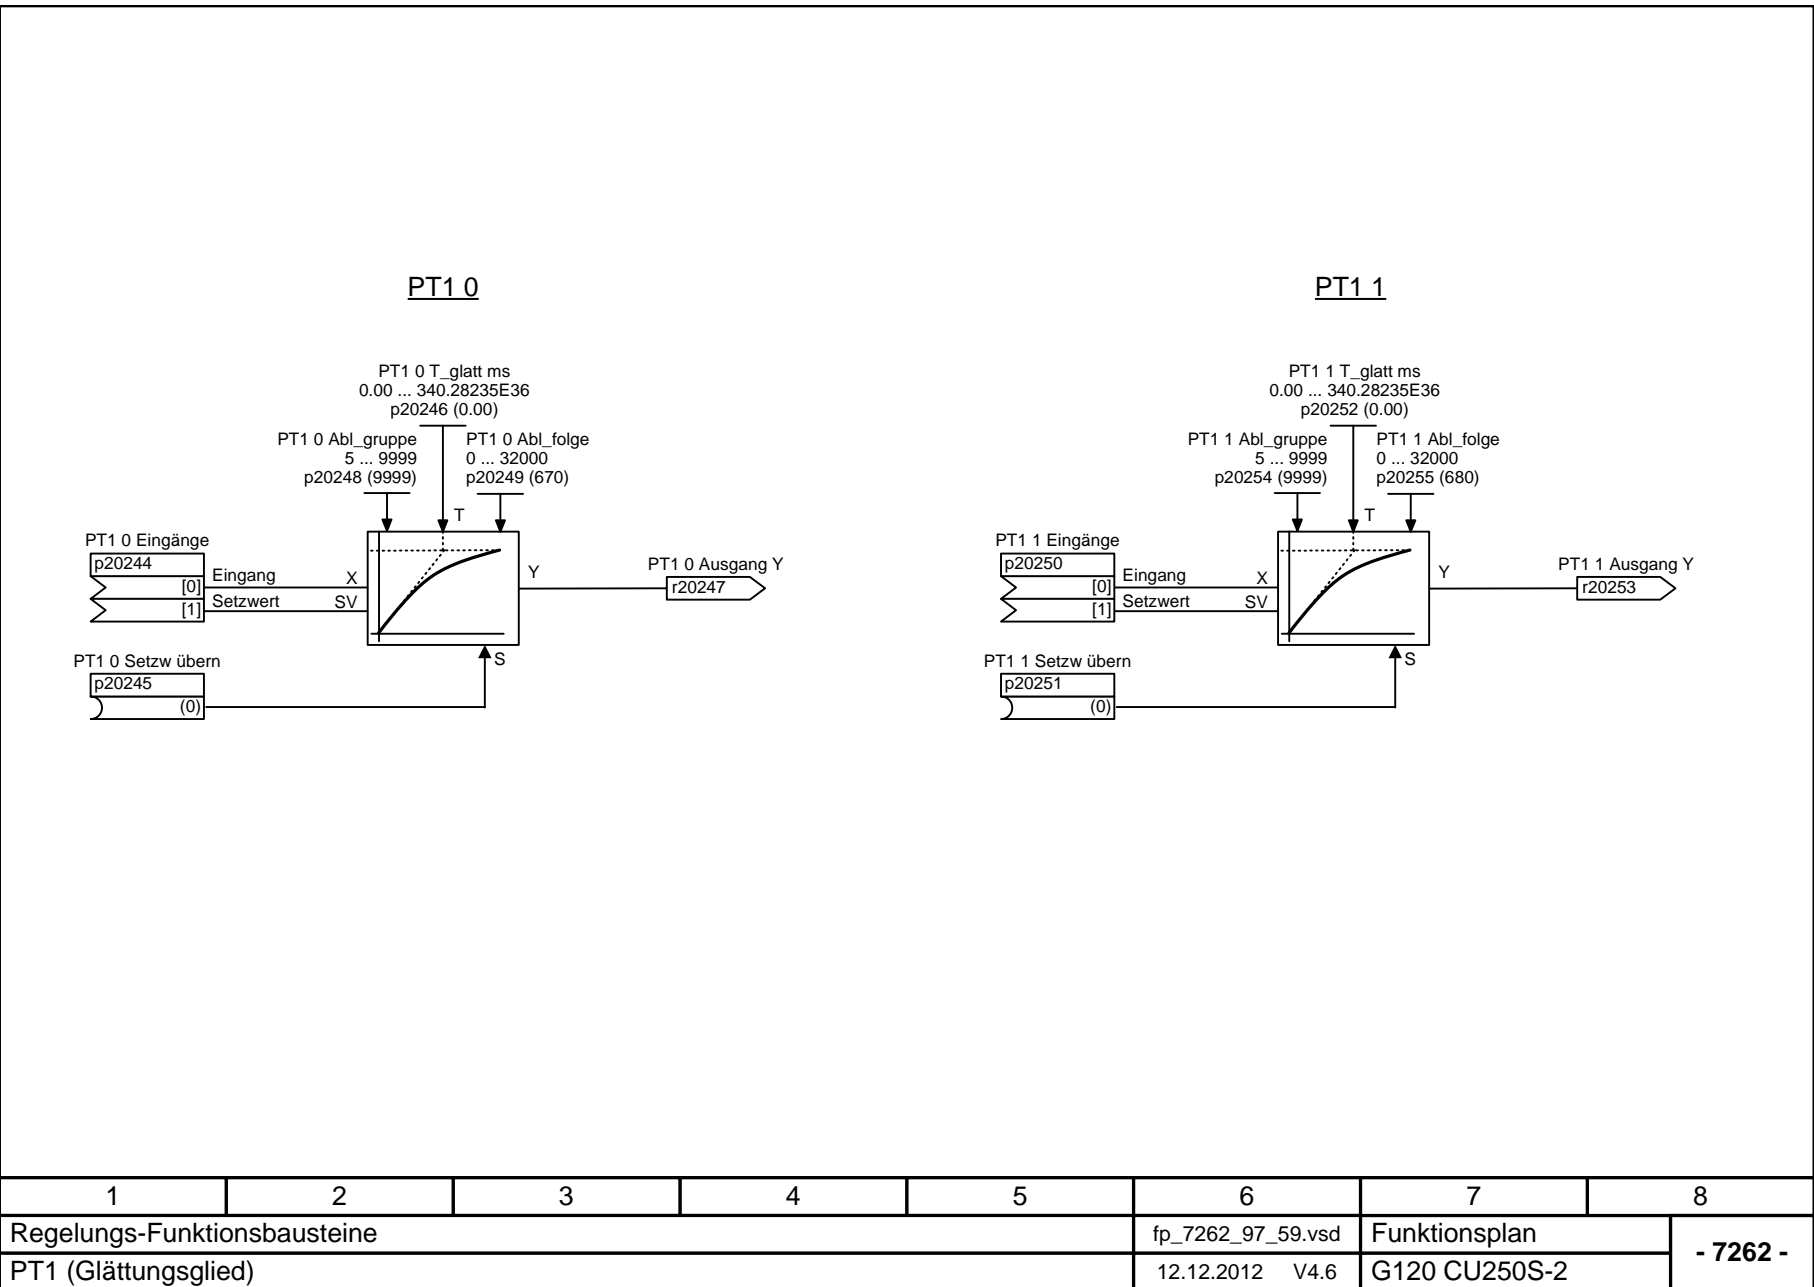 PT1 0
PT1 0 T_glatt ms
0.00 ... 340.28235E36
p20246 (0.00)
PT1 0 Abl_gruppe
5 ... 9999
p20248 (9999)
PT1 0 Abl_folge
0 ... 32000
p20249 (670)
T
PT1 0 Eingänge
p20244
[0]
Eingang
X
[1]
Setzwert
SV
Y
PT1 0 Ausgang Y
r20247
PT1 0 Setzw übern
p20245
(0)
S
PT1 1
PT1 1 T_glatt ms
0.00 ... 340.28235E36
p20252 (0.00)
PT1 1 Abl_gruppe
5 ... 9999
p20254 (9999)
PT1 1 Abl_folge
0 ... 32000
p20255 (680)
T
PT1 1 Eingänge
p20250
[0]
Eingang
X
[1]
Setzwert
SV
Y
PT1 1 Ausgang Y
r20253
PT1 1 Setzw übern
p20251
(0)
S
1 2 3 4 5 6 7 8
Regelungs-Funktionsbausteine
fp_7262_97_59.vsd
Funktionsplan
- 7262 -
PT1 (Glättungsglied)
12.12.2012 V4.6
G120 CU250S-2